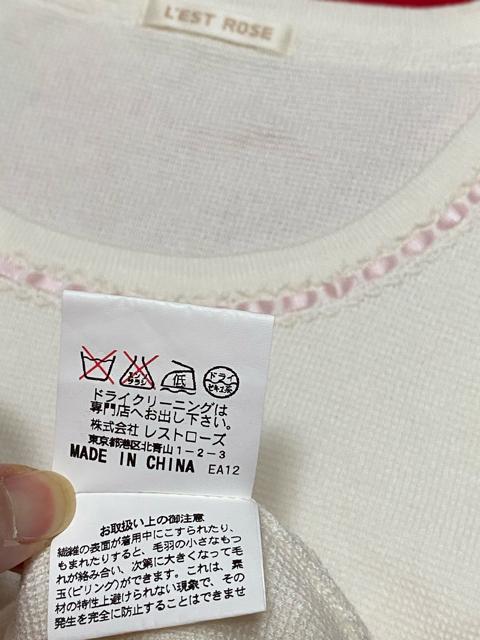 L'EST ROSE
低
ドライ
ドライクリーニングは
専門店へお出し下さい。
株式会社 レストローズ
東京都港区北青山1-2-3
MADE IN CHINA EA12
お取扱い上の御注意
繊維の表面が着用中にこすられたり、
もまれたりすると、毛羽の小さなもつ
れが絡み合い、次第に大きくなって毛
玉(ピリング)ができます。これは、素
材の特性上避けられない現象で、その
発生を完全に防止することはできませ